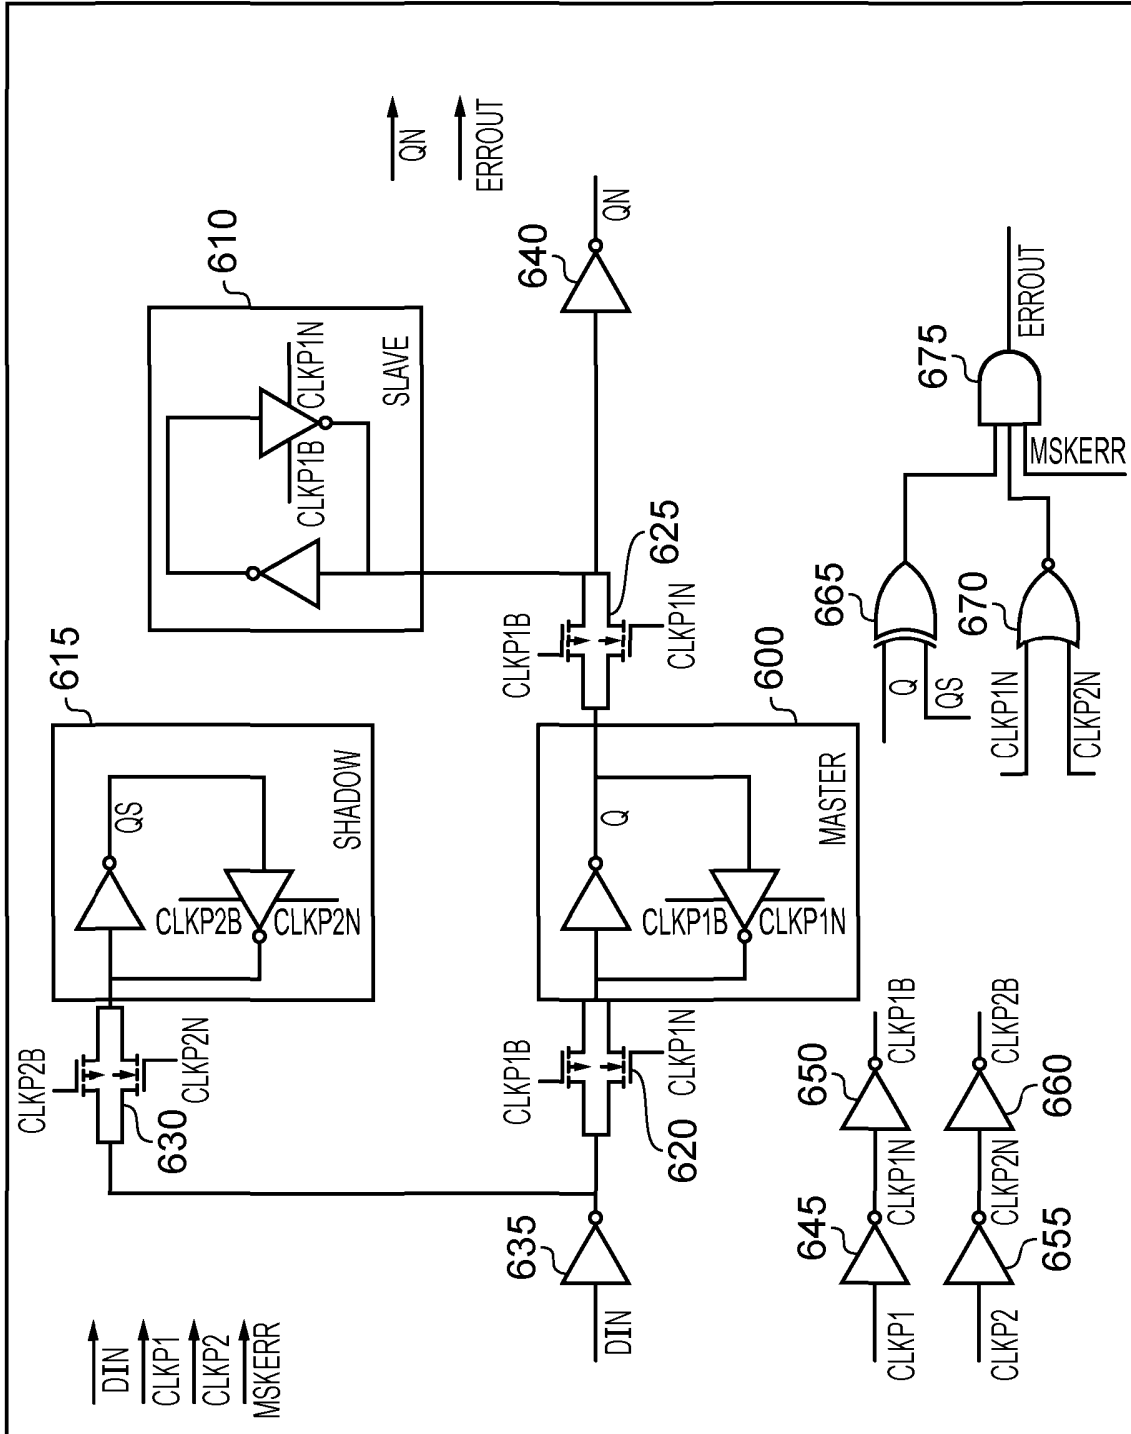 DIN
CLKP1
CLKP2
MSKERR
QN
ERROUT
615
CLKP2B
630
CLKP2N
QS
CLKP2B
CLKP2N
SHADOW
610
CLKP1B
CLKP1N
SLAVE
DIN
635
CLKP1B
620
CLKP1N
Q
CLKP1B
CLKP1N
MASTER
600
CLKP1B
625
CLKP1N
640
QN
CLKP1
645
CLKP1N
650
CLKP1B
CLKP2
655
CLKP2N
660
CLKP2B
Q
QS
665
CLKP1N
CLKP2N
670
MSKERR
675
ERROUT